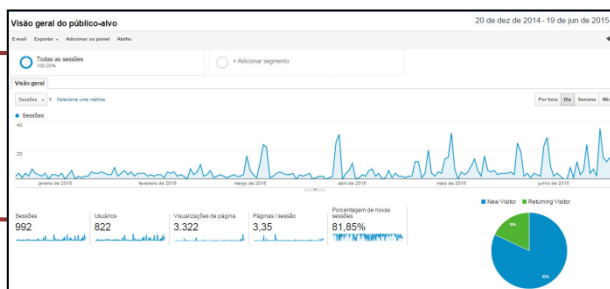 Visão geral do público-alvo
20 de dez de 2014 - 19 de jun de 2015
E-mail Exportar Adicionar ao painel Atalho
Todas as sessões
100,00%
+ Adicionar segmento
Visão geral
Sessões Selecione uma métrica
Por hora Dia Semana Mês
Sessões
40
20
janeiro de 2015 fevereiro de 2015 março de 2015 abril de 2015 maio de 2015 junho de 2015
Sessões
992
Usuários
822
Visualizações de página
3.322
Páginas / sessão
3,35
Porcentagem de novas sessões
81,85%
New Visitor Returning Visitor